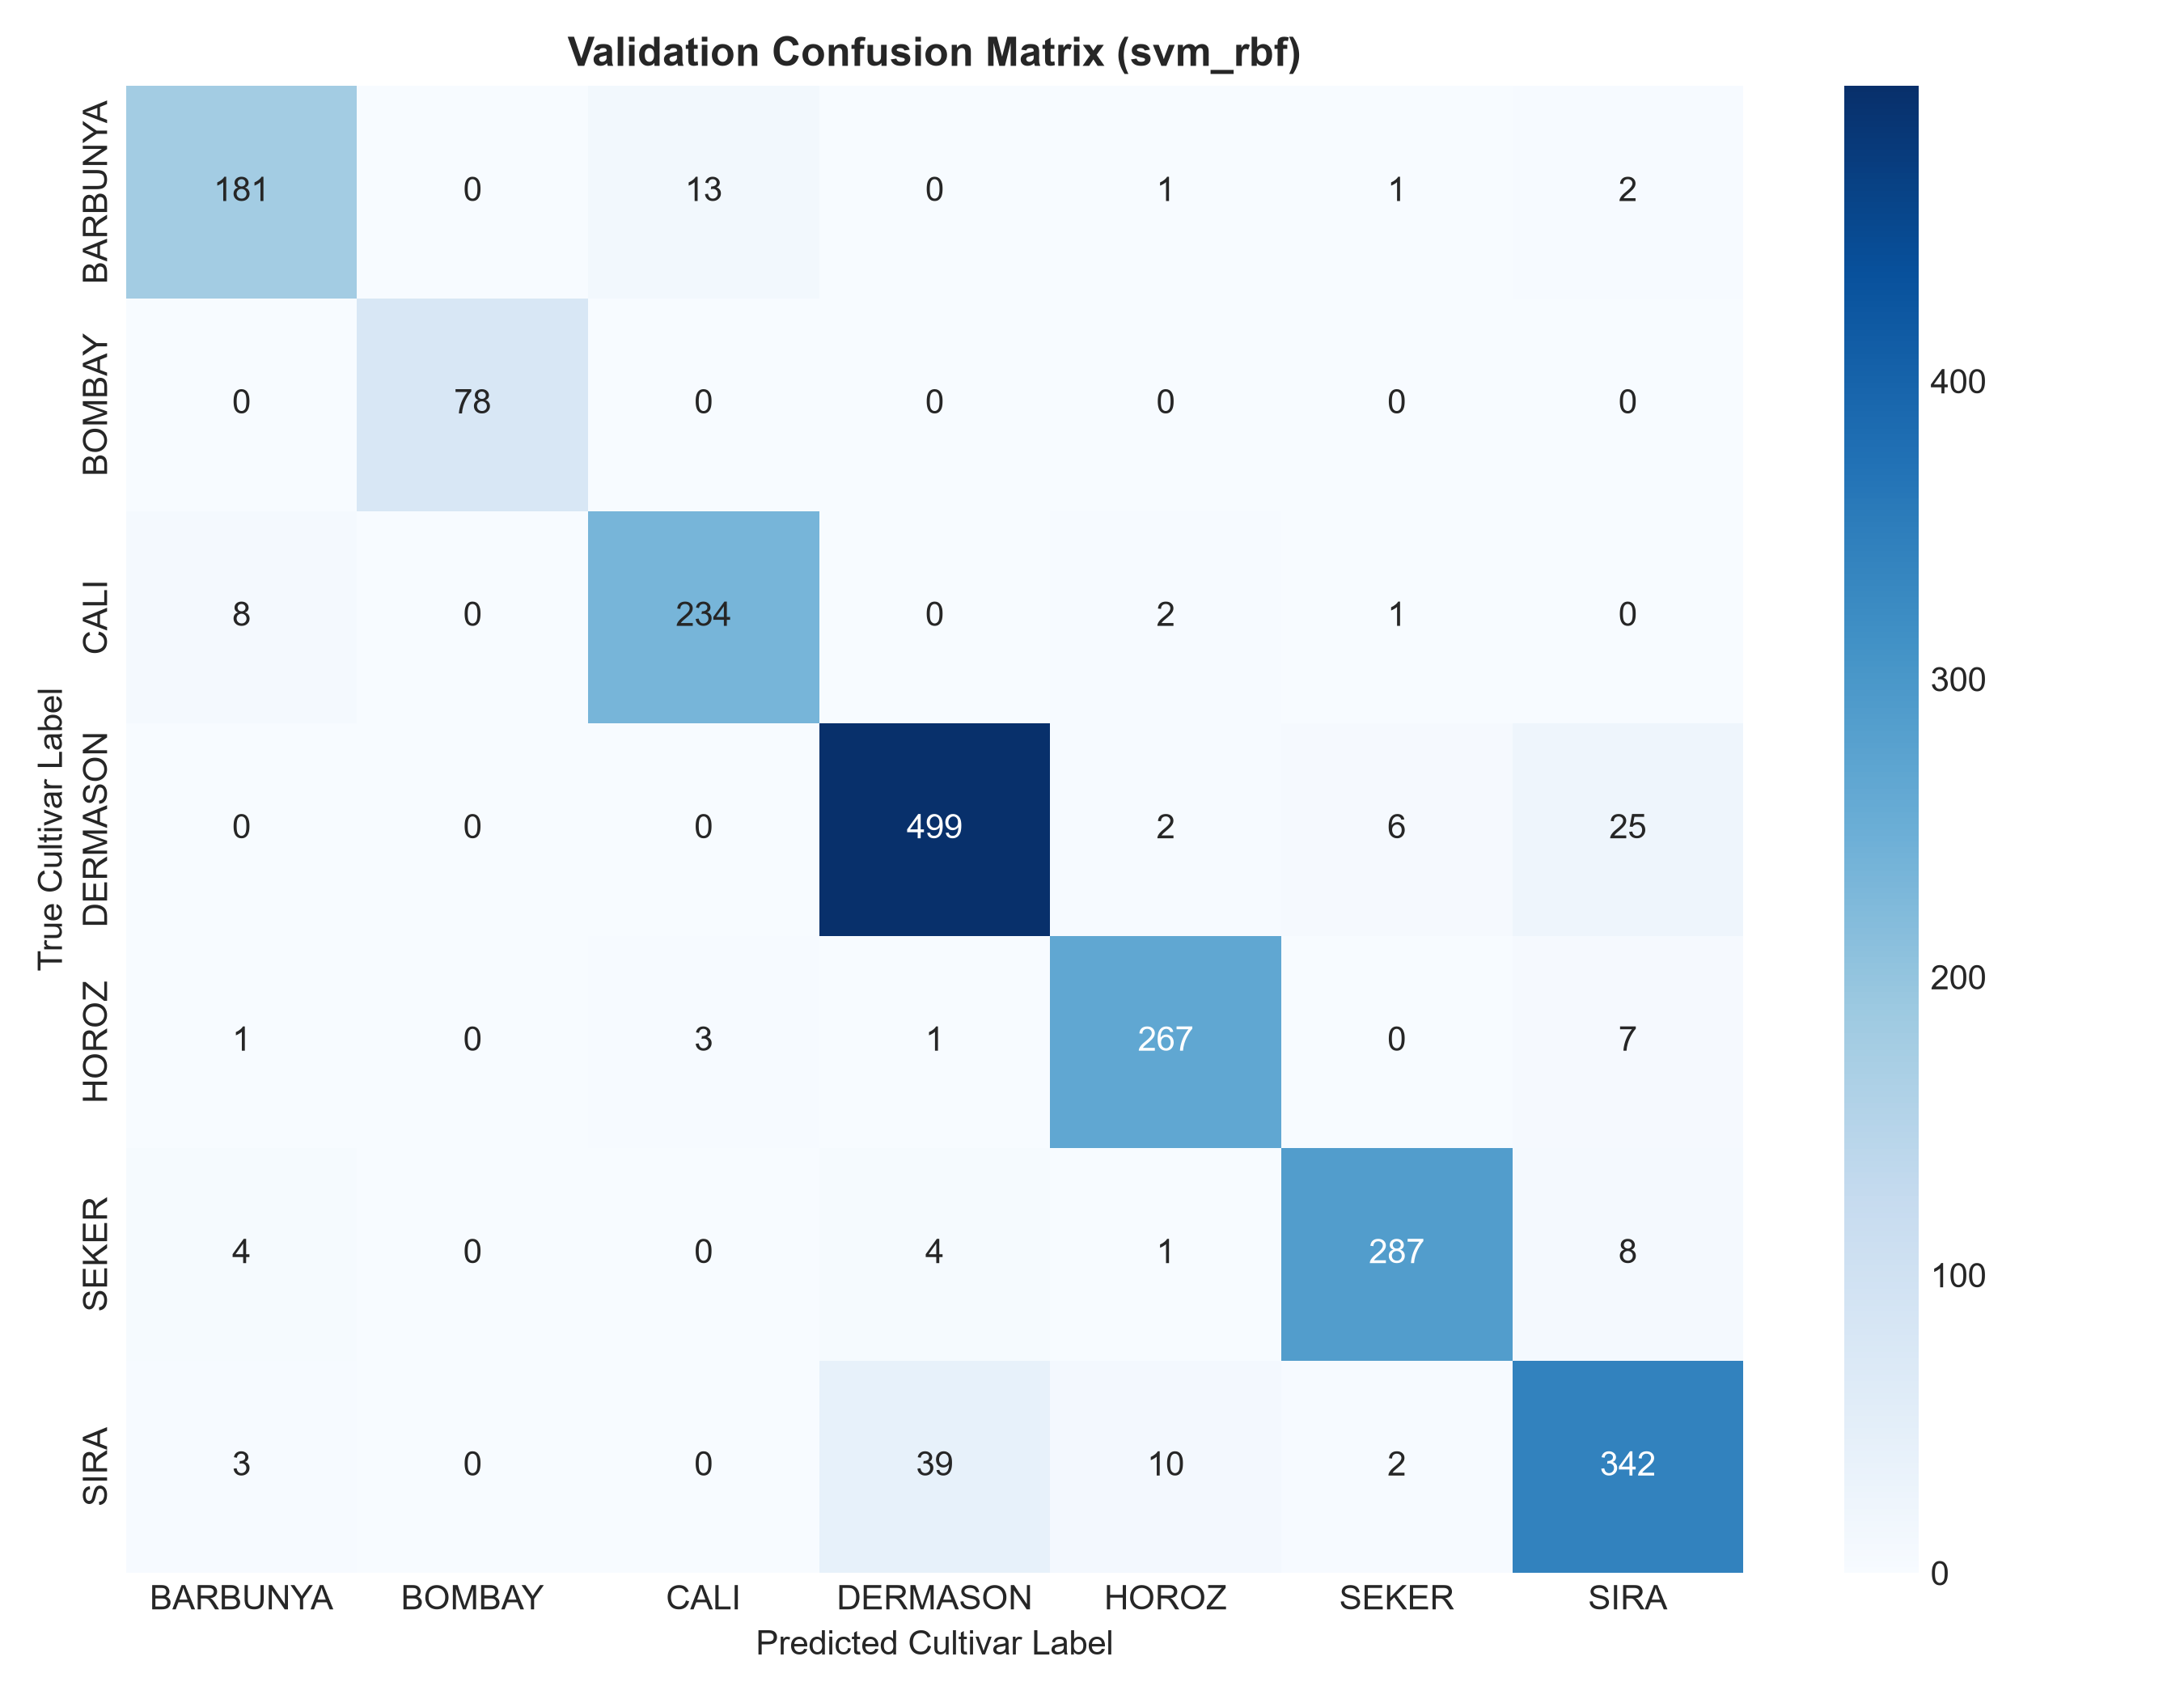 Validation Confusion Matrix (svm_rbf)
True Cultivar Label
BARBUNYA 181 0 13 0 1 1 2
BOMBAY 0 78 0 0 0 0 0
CALI 8 0 234 0 2 1 0
DERMASON 0 0 0 499 2 6 25
HOROZ 1 0 3 1 267 0 7
SEKER 4 0 0 4 1 287 8
SIRA 3 0 0 39 10 2 342
BARBUNYA BOMBAY CALI DERMASON HOROZ SEKER SIRA
Predicted Cultivar Label
400
300
200
100
0